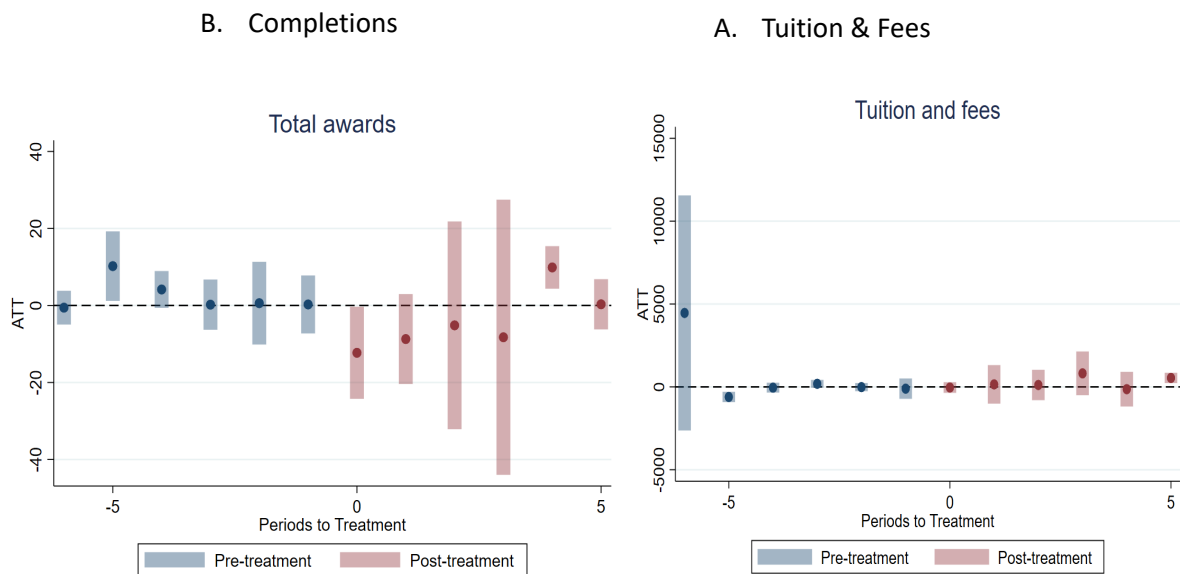 B. Completions
Total awards
40
20
0
-20
-40
ATT
-5
0
5
Periods to Treatment
Pre-treatment
Post-treatment
A. Tuition & Fees
Tuition and fees
15000
10000
5000
0
-5000
ATT
-5
0
5
Periods to Treatment
Pre-treatment
Post-treatment